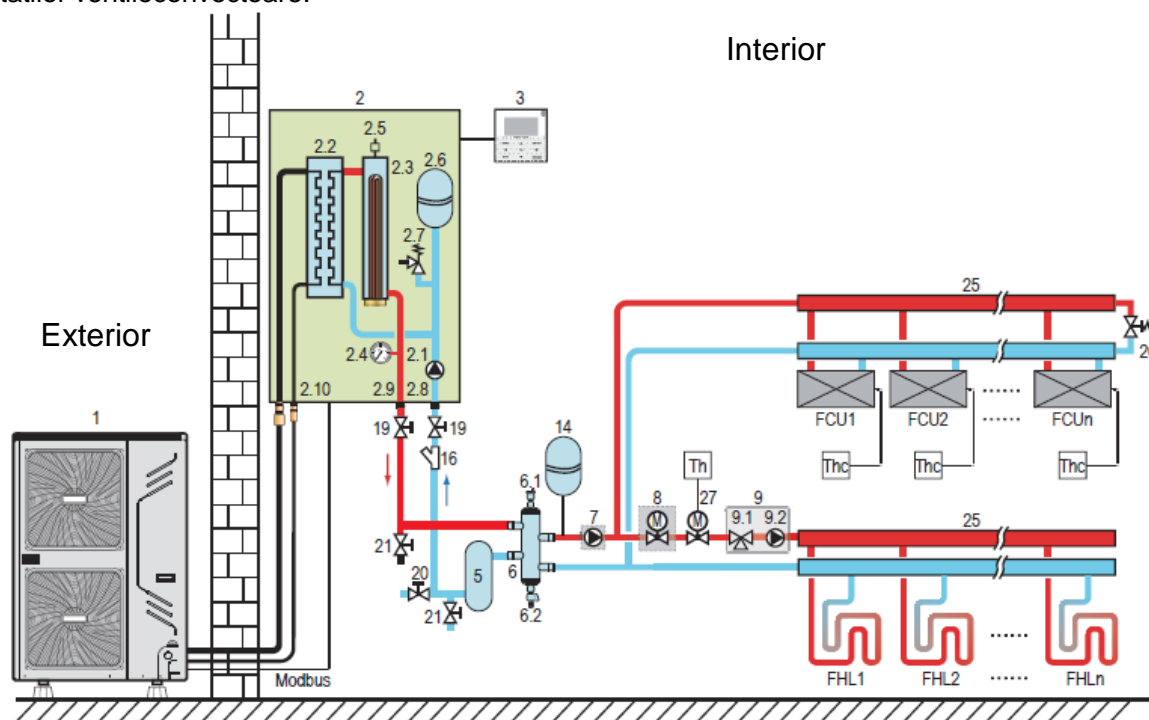 Interior
Exterior
2
3
2.5
2.2
2.3
2.6
2.7
2.4
2.1
2.10
2.9
2.8
1
19
19
16
14
Th
6.1
7
8
M
27
M
9
9.1
9.2
21
20
5
6
21
6.2
25
FCU1
FCU2
......
......
FCUn
Thc
Thc
Thc
25
FHL1
FHL2
......
......
FHLn
Modbus